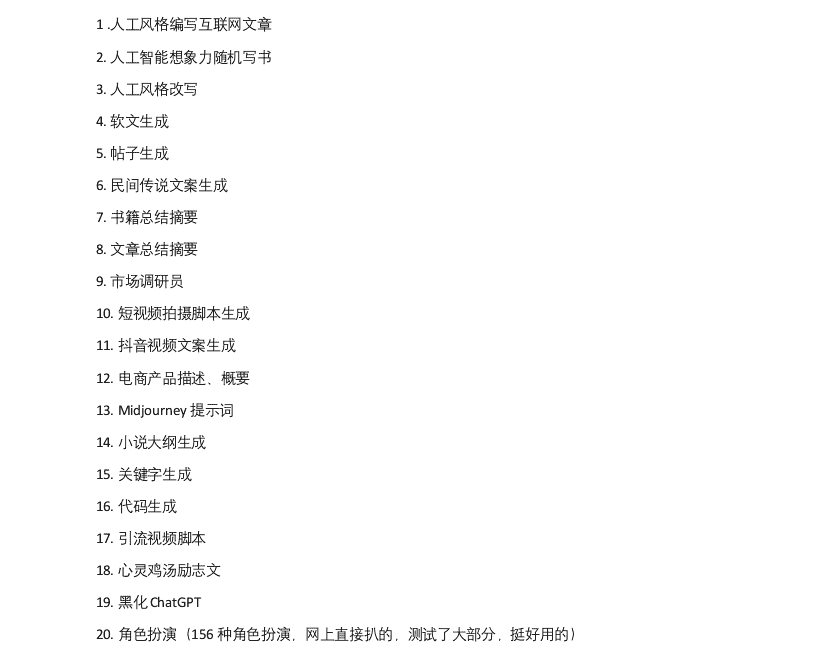 1 .人工风格编写互联网文章
2. 人工智能想象力随机写书
3. 人工风格改写
4. 软文生成
5. 帖子生成
6. 民间传说文案生成
7. 书籍总结摘要
8. 文章总结摘要
9. 市场调研员
10. 短视频拍摄脚本生成
11. 抖音视频文案生成
12. 电商产品描述、概要
13. Midjourney 提示词
14. 小说大纲生成
15. 关键字生成
16. 代码生成
17. 引流视频脚本
18. 心灵鸡汤励志文
19. 黑化 ChatGPT
20. 角色扮演（156 种角色扮演，网上直接扒的，测试了大部分，挺好用的）